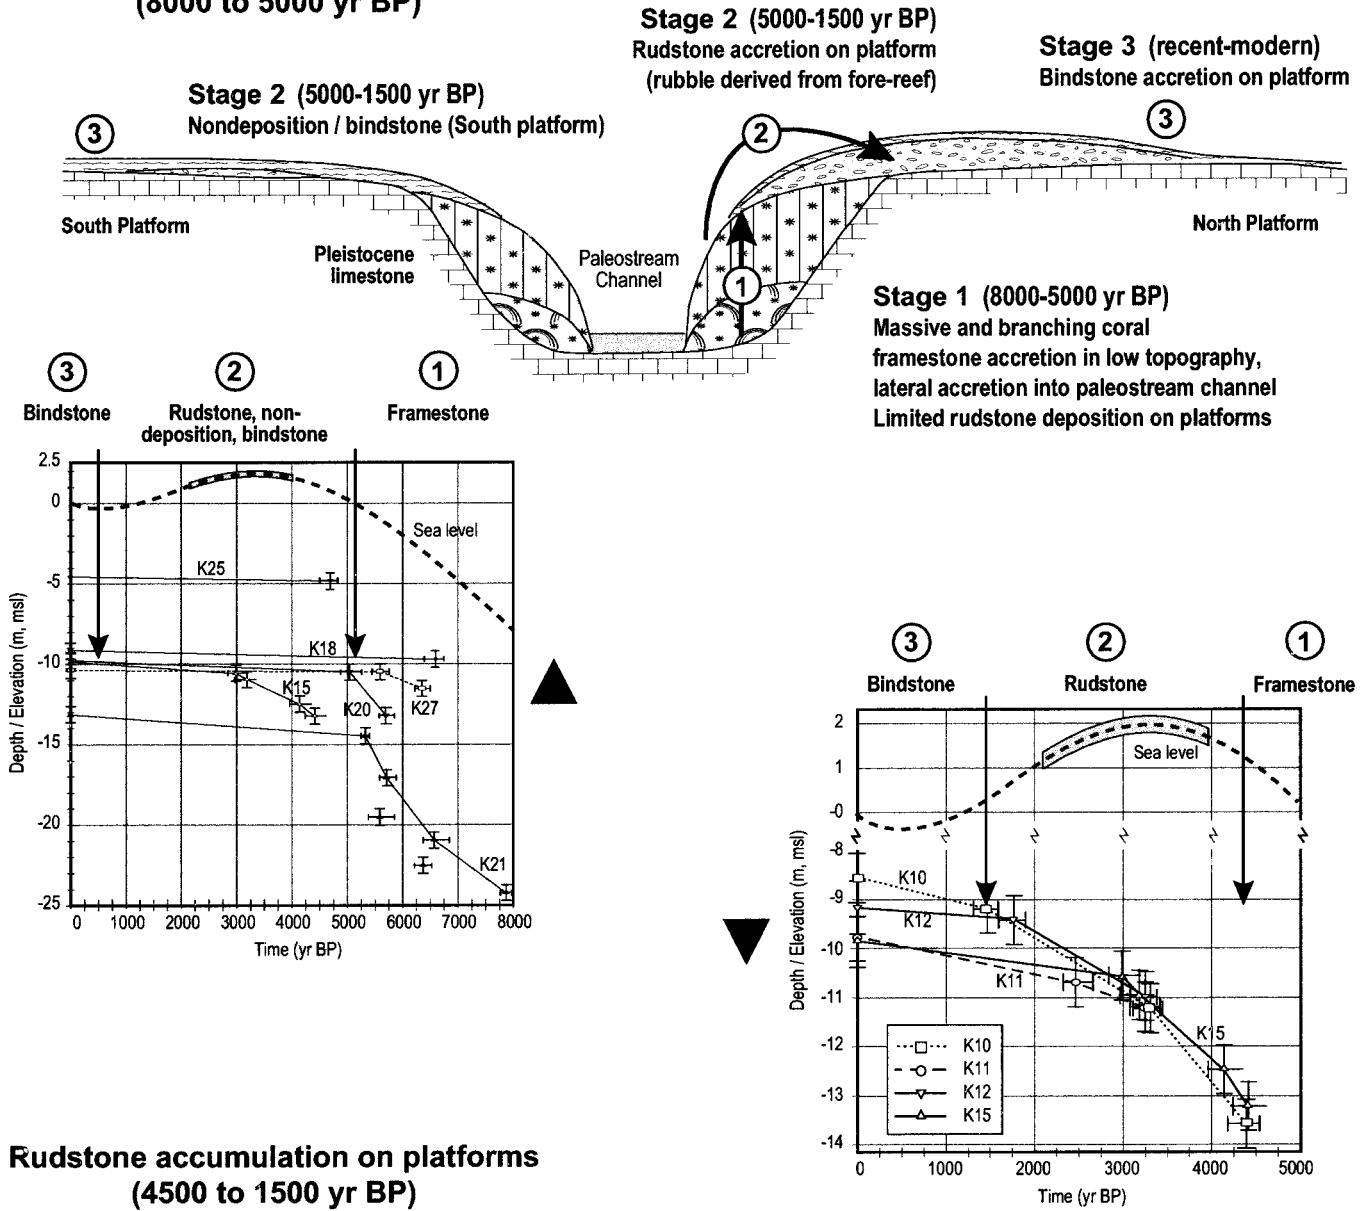 (8000 to 5000 yr BP)
Stage 2 (5000-1500 yr BP)
Rudstone accretion on platform
(rubble derived from fore-reef)
Stage 3 (recent-modern)
Bindstone accretion on platform
Stage 2 (5000-1500 yr BP)
Nondeposition / bindstone (South platform)
3
2
3
South Platform
North Platform
Pleistocene
limestone
Paleostream
Channel
1
Stage 1 (8000-5000 yr BP)
Massive and branching coral
framestone accretion in low topography,
lateral accretion into paleostream channel
Limited rudstone deposition on platforms
3
2
1
Bindstone
Rudstone, non-
deposition, bindstone
Framestone
2.5
0
-5
-10
-15
-20
-25
Depth / Elevation (m, msl)
Sea level
K25
K18
K15
K20
K27
K21
0 1000 2000 3000 4000 5000 6000 7000 8000
Time (yr BP)
3
2
1
Bindstone
Rudstone
Framestone
2
1
-0
-8
-9
-10
-11
-12
-13
-14
Depth / Elevation (m, msl)
Sea level
K10
K12
K11
K15
K10
K11
K12
K15
0 1000 2000 3000 4000 5000
Time (yr BP)
Rudstone accumulation on platforms
(4500 to 1500 yr BP)